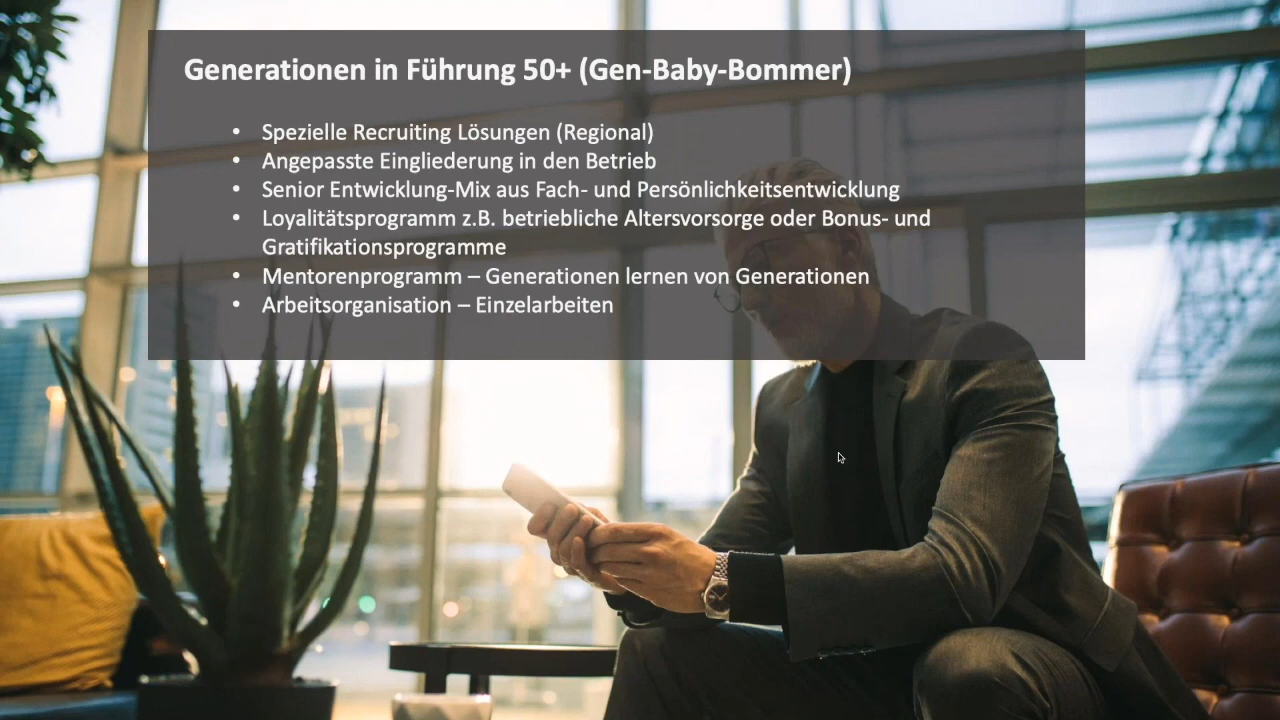 Generationen in Führung 50+ (Gen-Baby-Bommer)
• Spezielle Recruiting Lösungen (Regional)
• Angepasste Eingliederung in den Betrieb
• Senior Entwicklung-Mix aus Fach- und Persönlichkeitsentwicklung
• Loyalitätsprogramm z.B. betriebliche Altersvorsorge oder Bonus- und
Gratifikationsprogramme
• Mentorenprogramm – Generationen lernen von Generationen
• Arbeitsorganisation – Einzelarbeiten